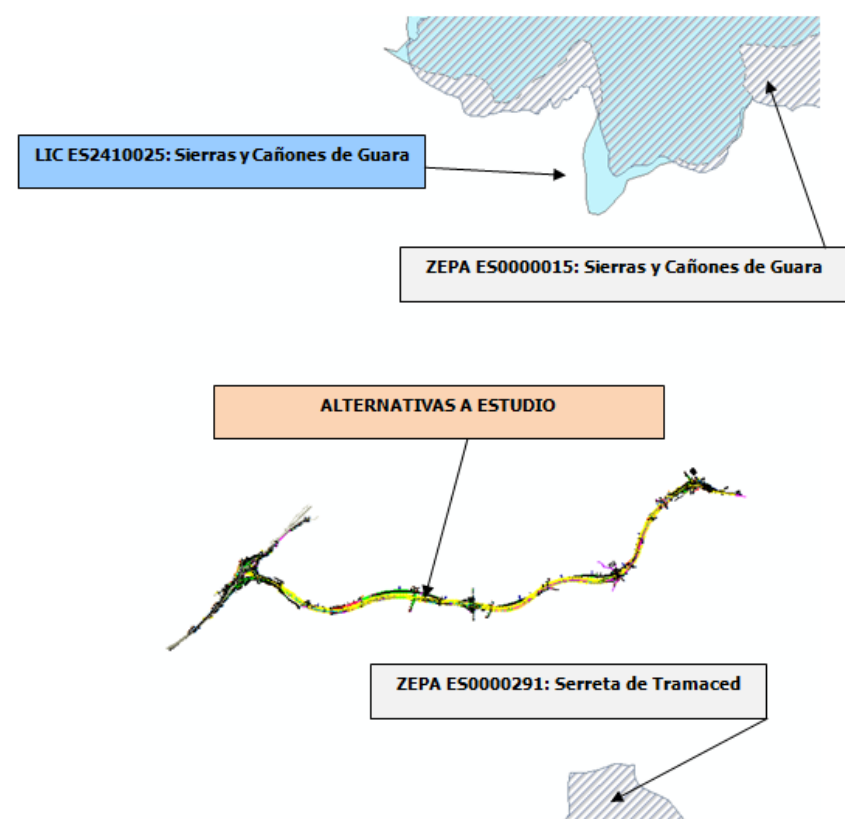 LIC ES2410025: Sierras y Cañones de Guara
ZEPA ES0000015: Sierras y Cañones de Guara
ALTERNATIVAS A ESTUDIO
ZEPA ES0000291: Serreta de Tramaced